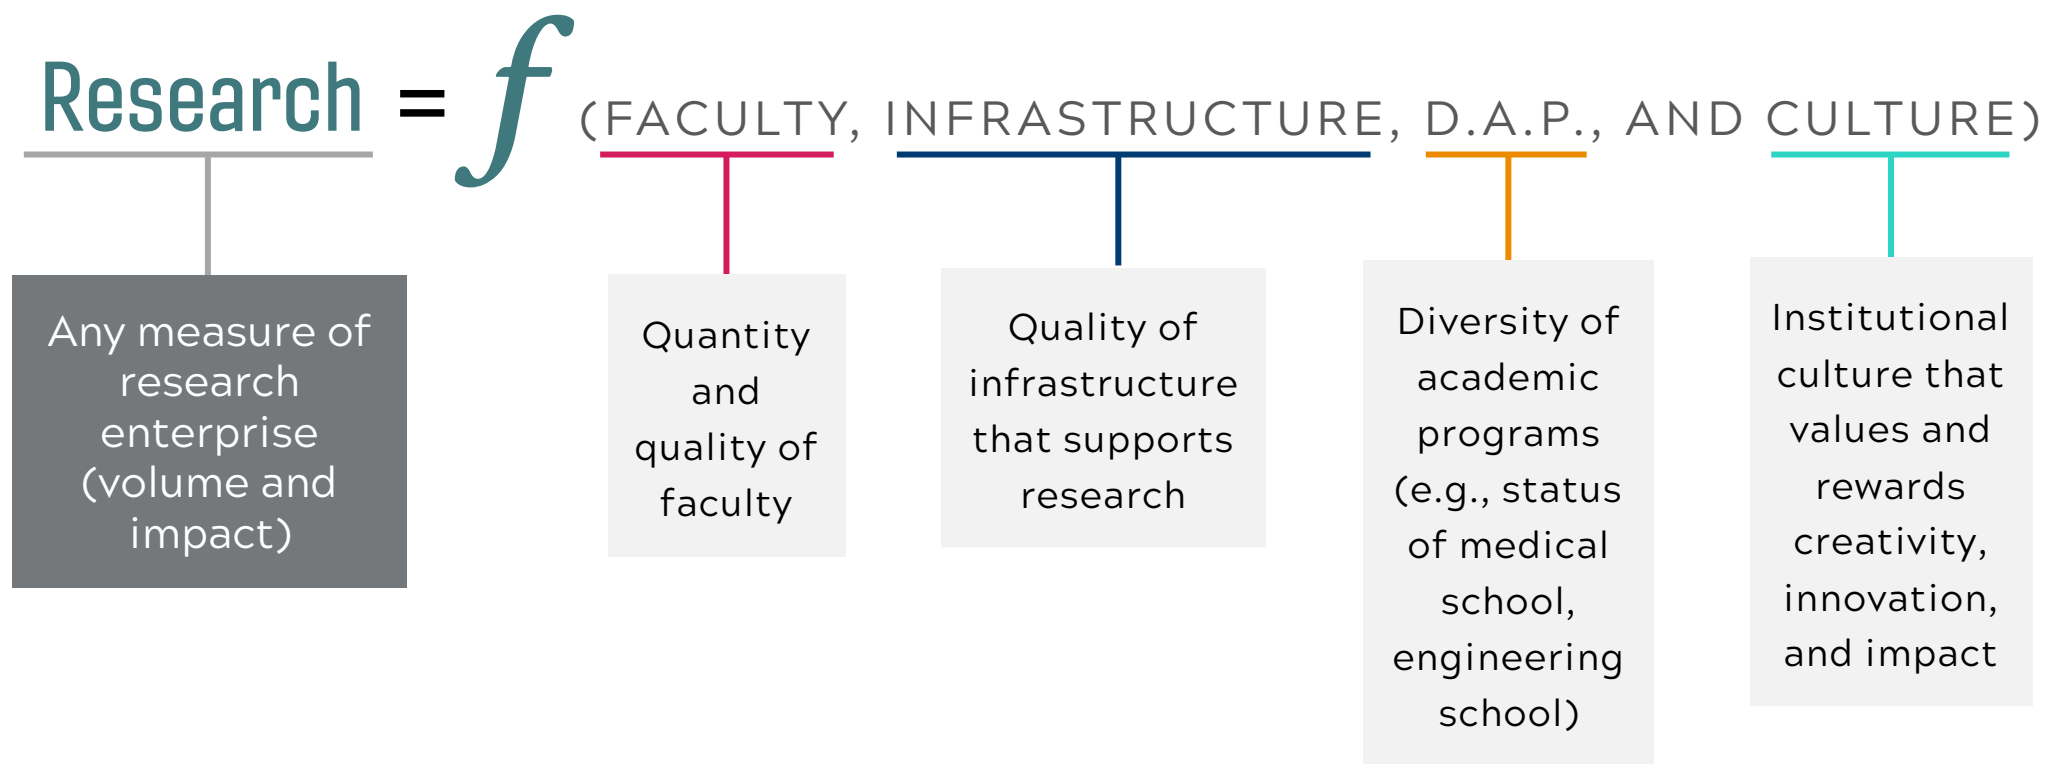 Research = f (FACULTY, INFRASTRUCTURE, D.A.P., AND CULTURE)
Any measure of
research
enterprise
(volume and
impact)
Quantity
and
quality of
faculty
Quality of
infrastructure
that supports
research
Diversity of
academic
programs
(e.g., status
of medical
school,
engineering
school)
Institutional
culture that
values and
rewards
creativity,
innovation,
and impact